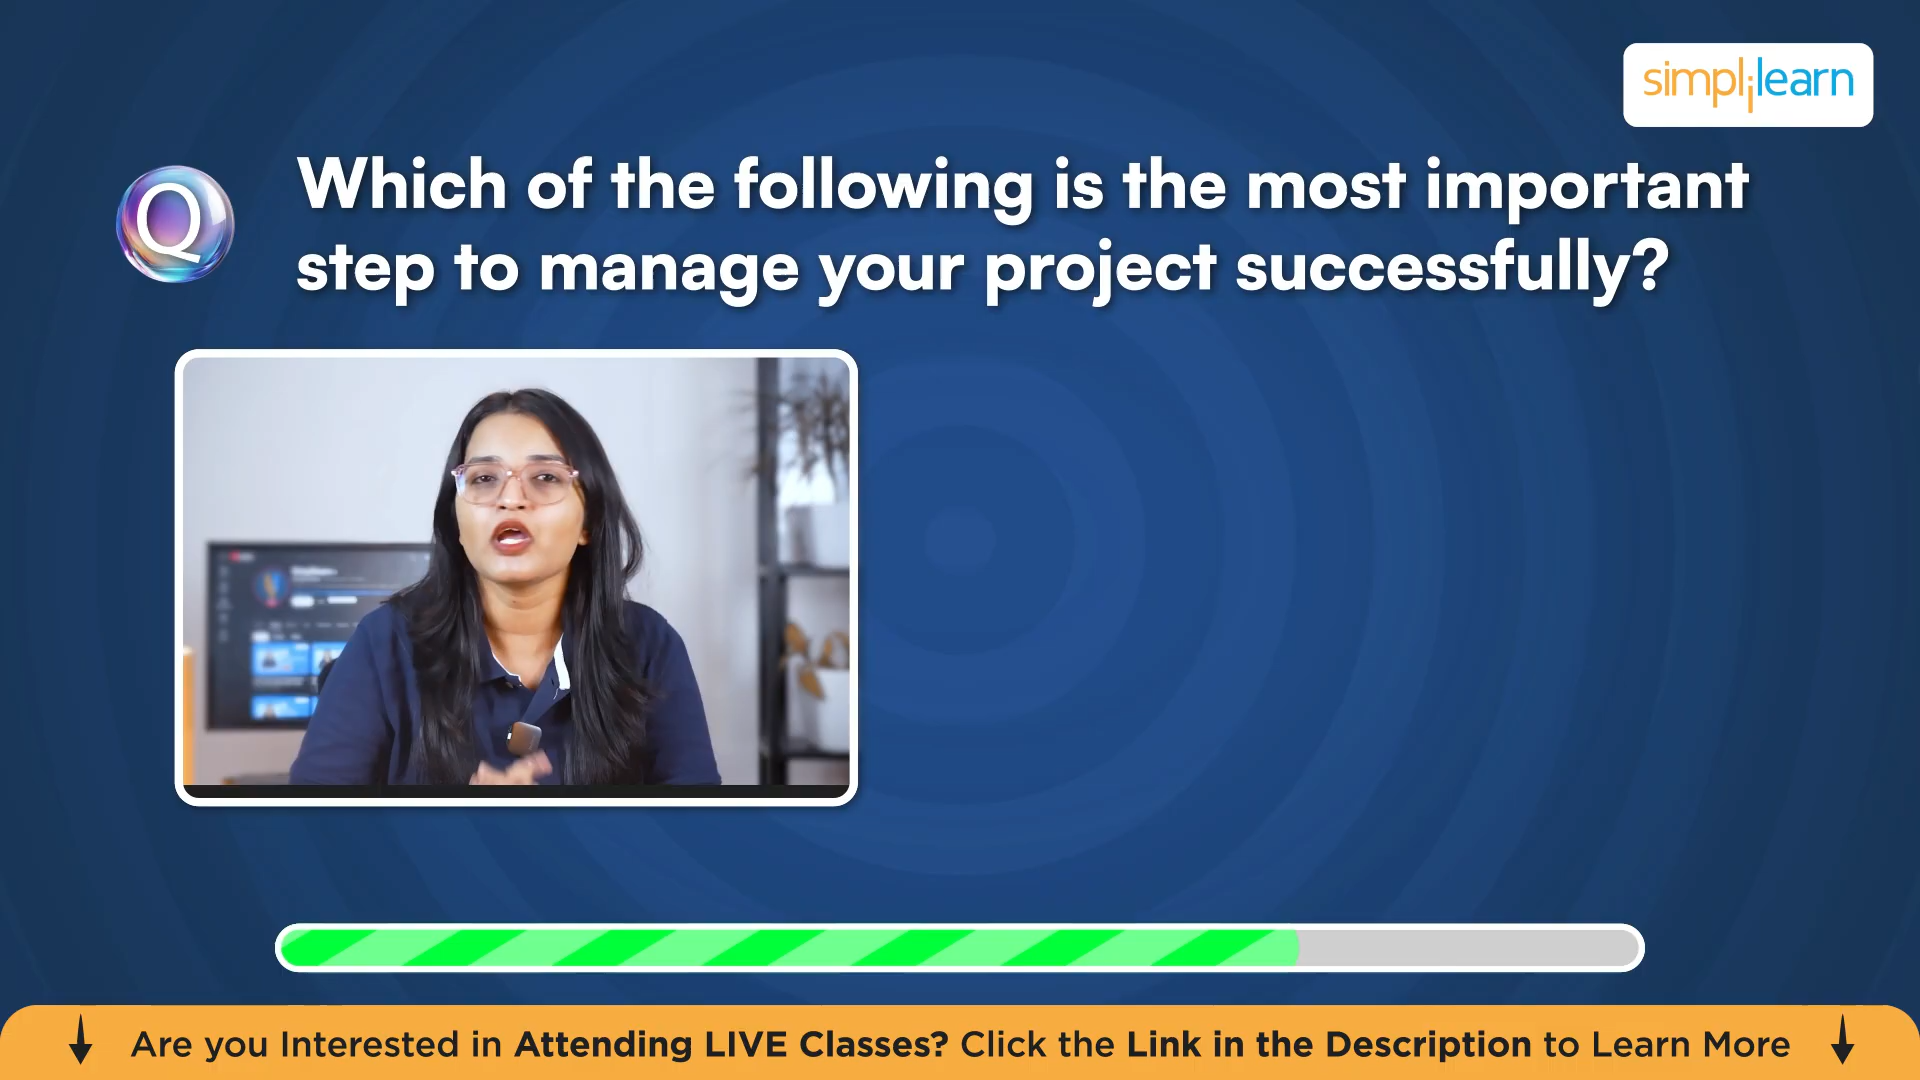 simplilearn
Q
Which of the following is the most important
step to manage your project successfully?
Are you Interested in Attending LIVE Classes? Click the Link in the Description to Learn More